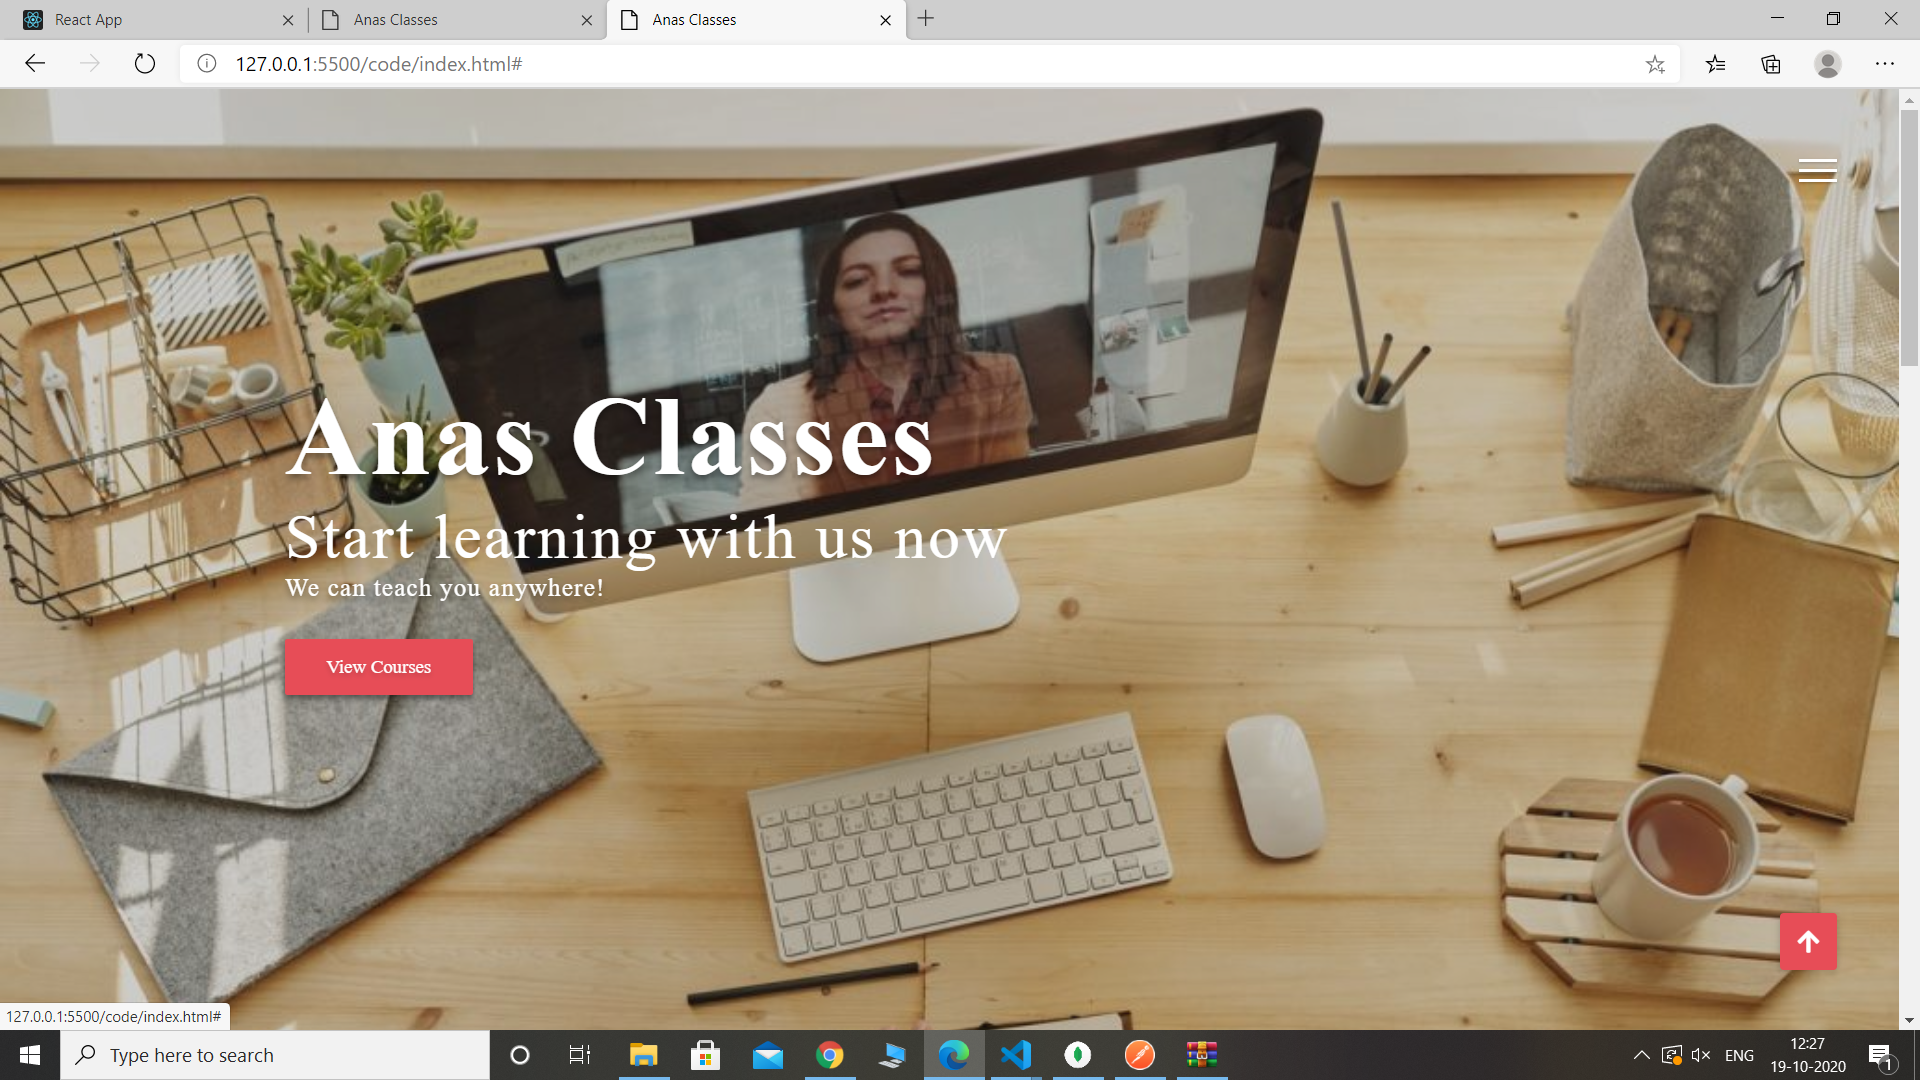 React App
Anas Classes
Anas Classes
127.0.0.1:5500/code/index.html#
Anas Classes
Start learning with us now
We can teach you anywhere!
View Courses
127.0.0.1:5500/code/index.html#
Type here to search
ENG
12:27
19-10-2020
1